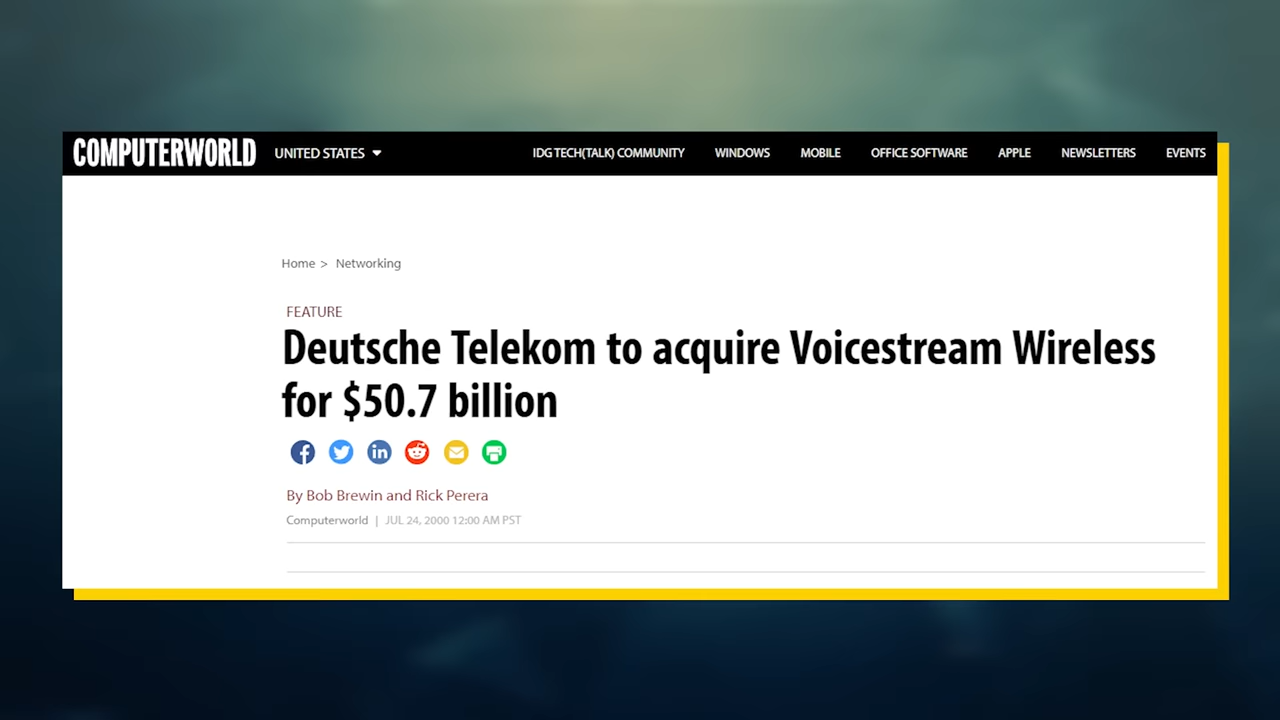 COMPUTERWORLD UNITED STATES IDG TECH(TALK) COMMUNITY WINDOWS MOBILE OFFICE SOFTWARE APPLE NEWSLETTERS EVENTS
Home > Networking
FEATURE
Deutsche Telekom to acquire Voicestream Wireless
for $50.7 billion
By Bob Brewin and Rick Perera
Computerworld | JUL 24, 2000 12:00 AM PST